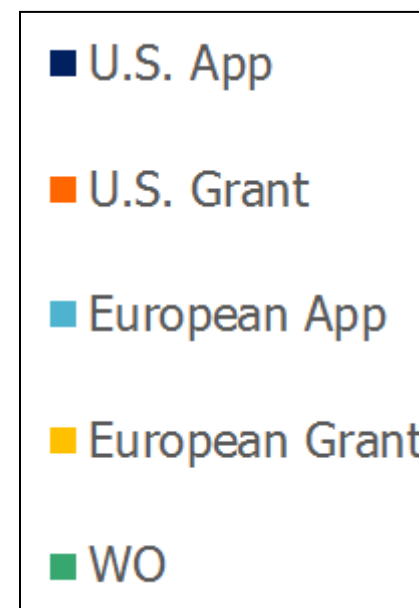 U.S. App
U.S. Grant
European App
European Grant
WO